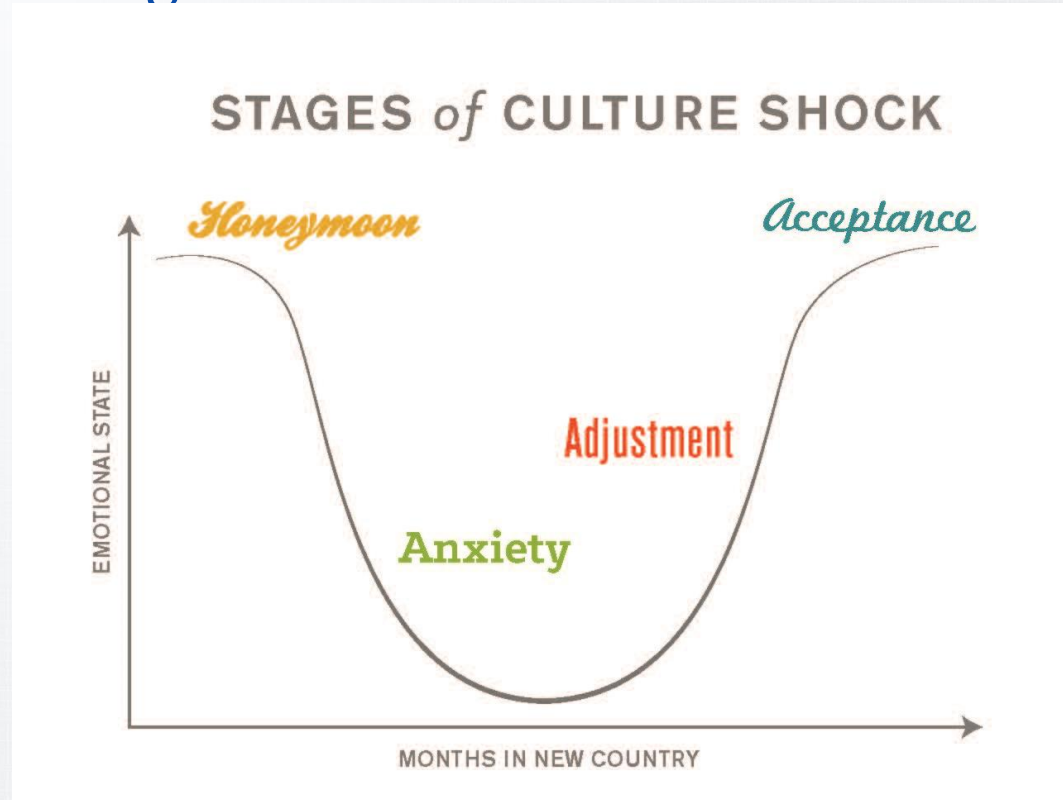 STAGES of CULTURE SHOCK
Honeymoon
Acceptance
EMOTIONAL STATE
Adjustment
Anxiety
MONTHS IN NEW COUNTRY